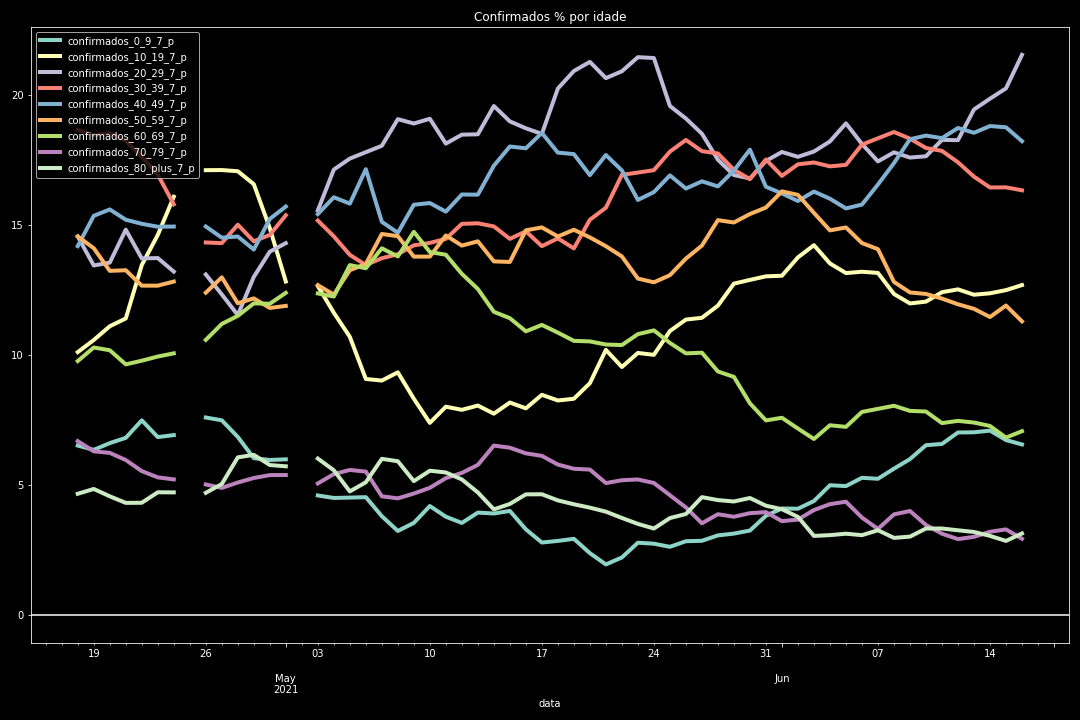 Confirmados % por idade
confirmados_0_9_7_p
confirmados_10_19_7_p
confirmados_20_29_7_p
confirmados_30_39_7_p
confirmados_40_49_7_p
confirmados_50_59_7_p
confirmados_60_69_7_p
confirmados_70_79_7_p
confirmados_80_plus_7_p
20
15
10
5
0
19 26 03 10 17 24 31 07 14
May Jun
2021
data